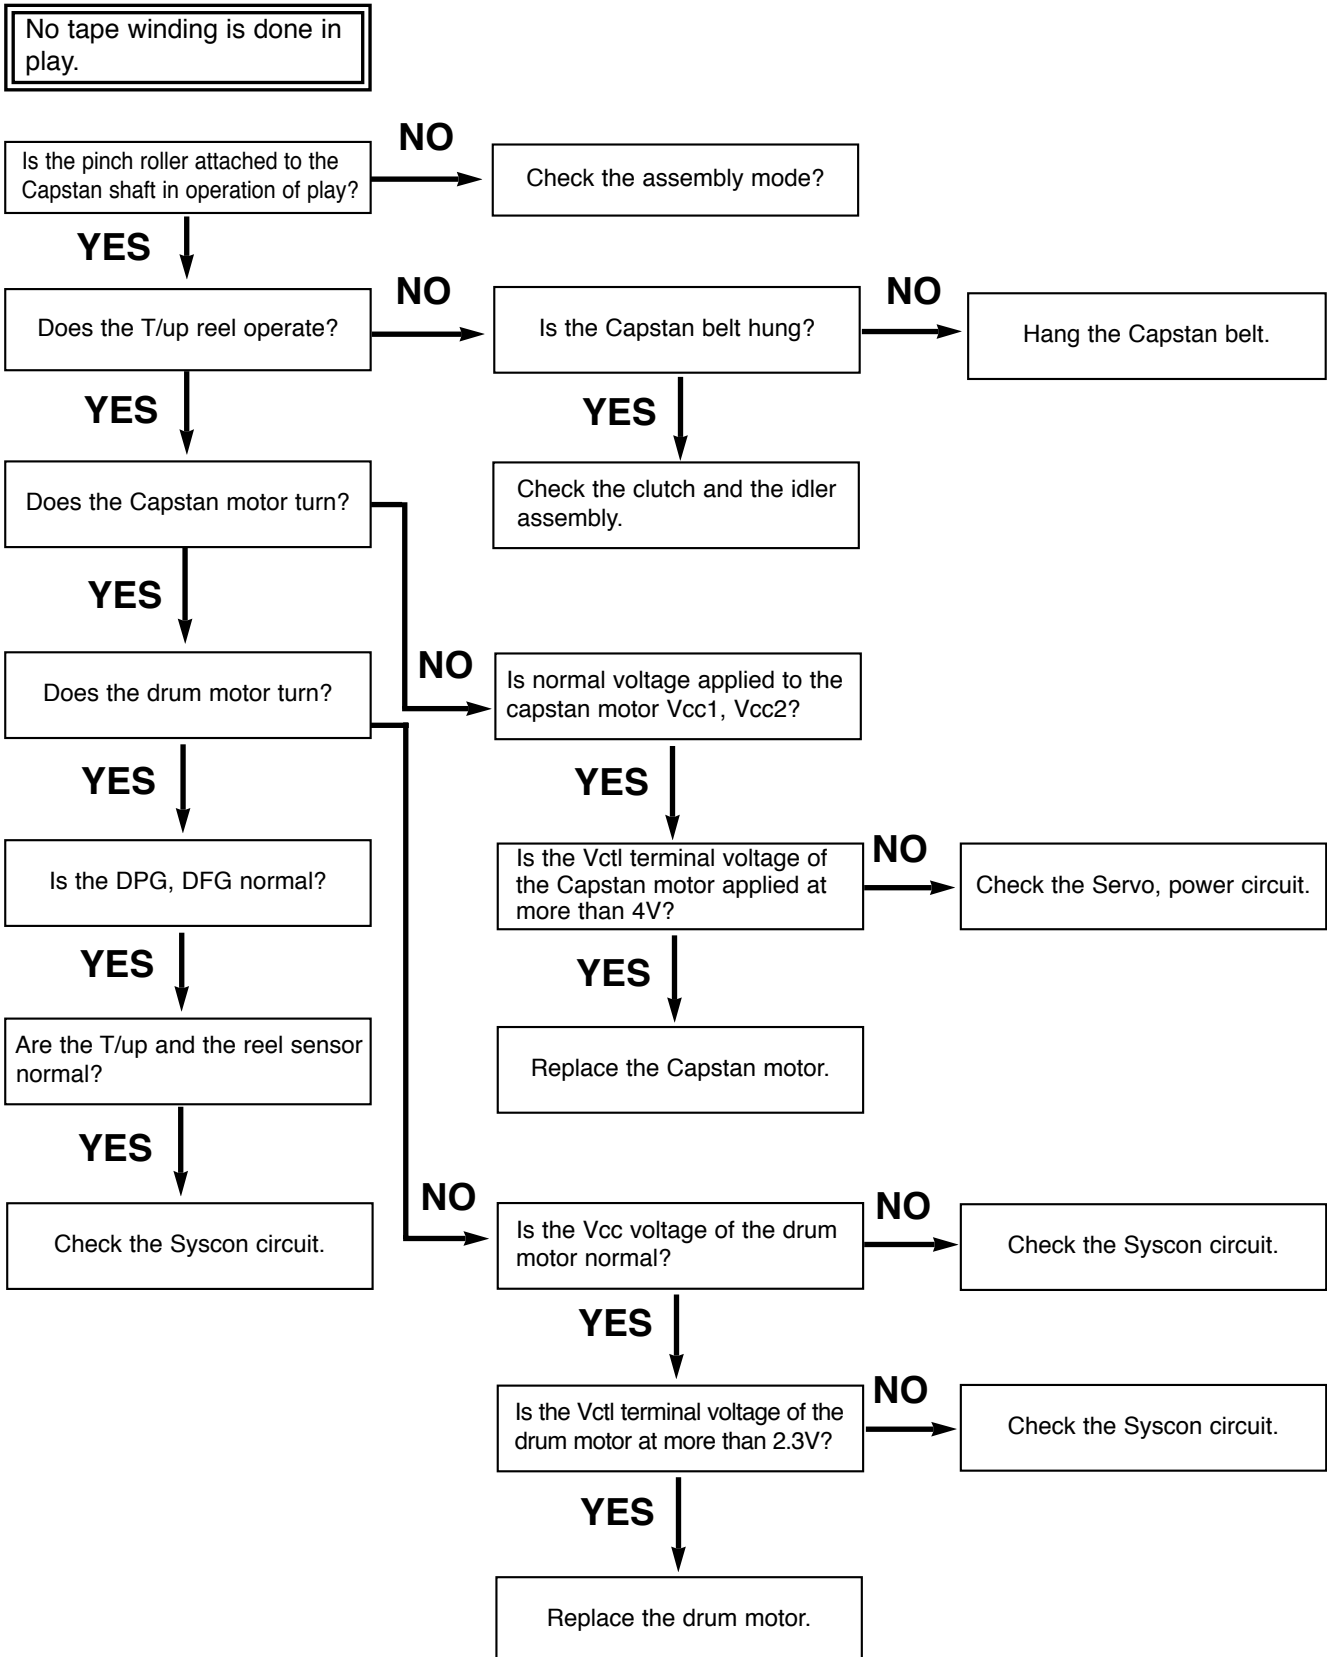 No tape winding is done in
play.
NO
Is the pinch roller attached to the
Capstan shaft in operation of play?
Check the assembly mode?
YES
NO
NO
Does the T/up reel operate?
Is the Capstan belt hung?
Hang the Capstan belt.
YES
YES
Does the Capstan motor turn?
Check the clutch and the idler
assembly.
YES
NO
Does the drum motor turn?
Is normal voltage applied to the
capstan motor Vcc1, Vcc2?
YES
YES
NO
Is the DPG, DFG normal?
Is the Vctl terminal voltage of
the Capstan motor applied at
more than 4V?
Check the Servo, power circuit.
YES
YES
Are the T/up and the reel sensor
normal?
Replace the Capstan motor.
YES
NO
NO
Check the Syscon circuit.
Is the Vcc voltage of the drum
motor normal?
Check the Syscon circuit.
YES
NO
Is the Vctl terminal voltage of the
drum motor at more than 2.3V?
Check the Syscon circuit.
YES
Replace the drum motor.